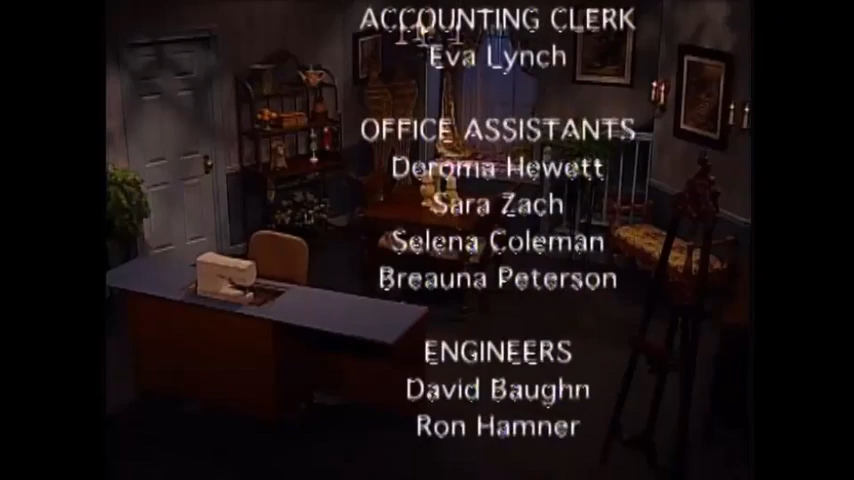 ACCOUNTING CLERK
Eva Lynch
OFFICE ASSISTANTS
Deroma Hewett
Sara Zach
Selena Coleman
Breauna Peterson
ENGINEERS
David Baughn
Ron Hamner